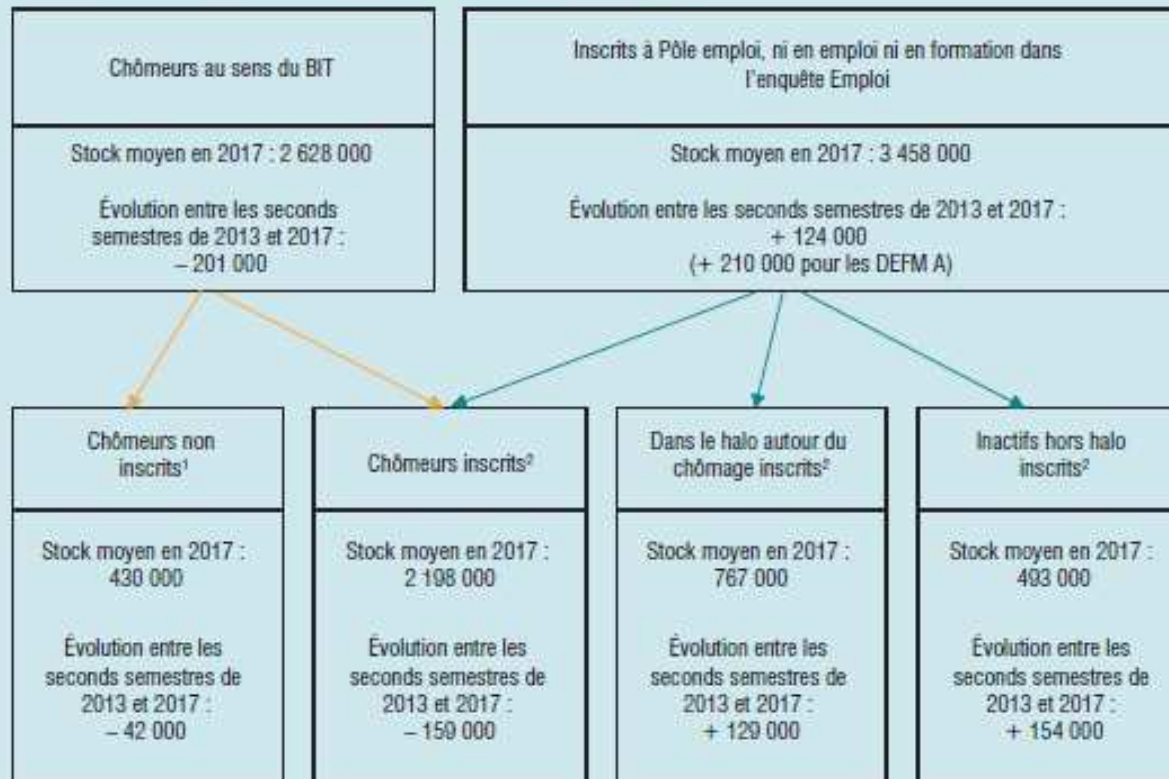 Chômeurs au sens du BIT
Stock moyen en 2017 : 2 628 000
Évolution entre les seconds
semestres de 2013 et 2017 :
– 201 000
Inscrits à Pôle emploi, ni en emploi ni en formation dans
l'enquête Emploi
Stock moyen en 2017 : 3 458 000
Évolution entre les seconds semestres de 2013 et 2017 :
+ 124 000
(+ 210 000 pour les DEFM A)
Chômeurs non
inscrits¹
Stock moyen en 2017 :
430 000
Évolution entre les
seconds semestres de
2013 et 2017 :
– 42 000
Chômeurs inscrits²
Stock moyen en 2017 :
2 198 000
Évolution entre les
seconds semestres de
2013 et 2017 :
– 159 000
Dans le halo autour du
chômage inscrits²
Stock moyen en 2017 :
767 000
Évolution entre les
seconds semestres de
2013 et 2017 :
+ 129 000
Inactifs hors halo
inscrits²
Stock moyen en 2017 :
493 000
Évolution entre les
seconds semestres de
2013 et 2017 :
+ 154 000